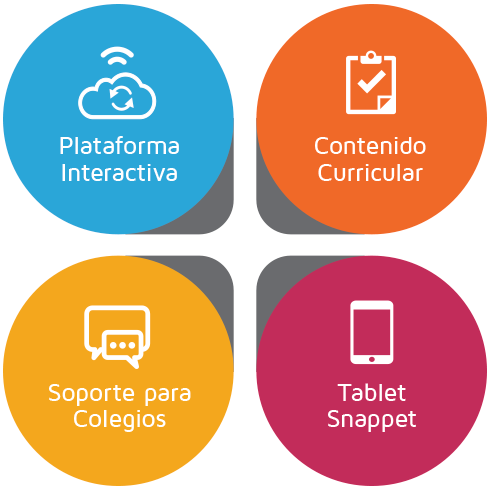 Plataforma
Interactiva
Contenido
Curricular
Soporte para
Colegios
Tablet
Snappet